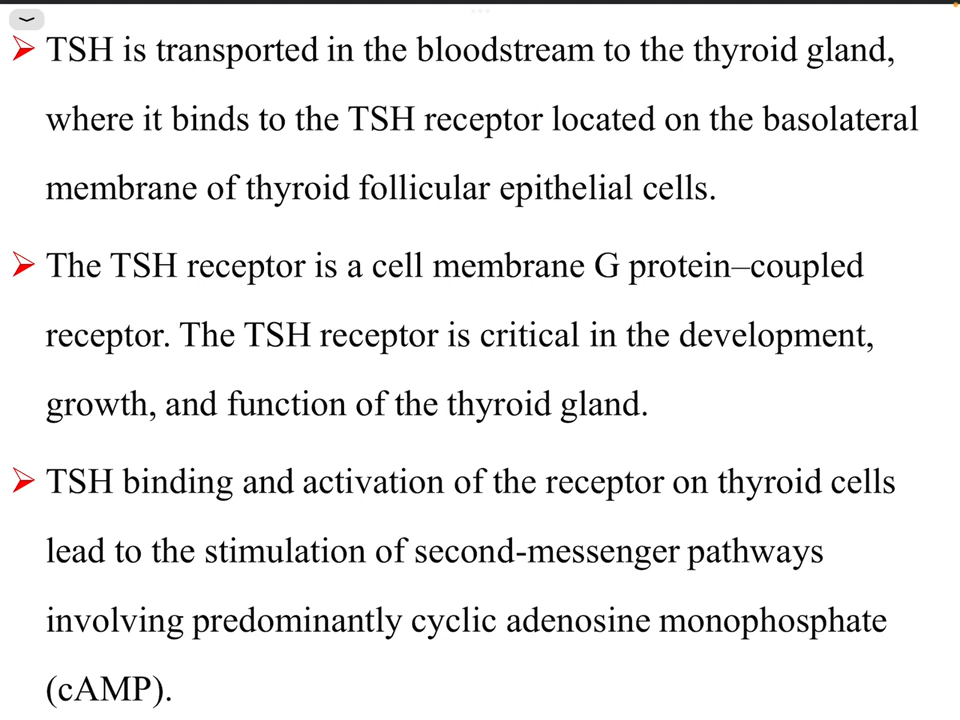 ➢ TSH is transported in the bloodstream to the thyroid gland,
where it binds to the TSH receptor located on the basolateral
membrane of thyroid follicular epithelial cells.
➢ The TSH receptor is a cell membrane G protein–coupled
receptor. The TSH receptor is critical in the development,
growth, and function of the thyroid gland.
➢ TSH binding and activation of the receptor on thyroid cells
lead to the stimulation of second-messenger pathways
involving predominantly cyclic adenosine monophosphate
(cAMP).